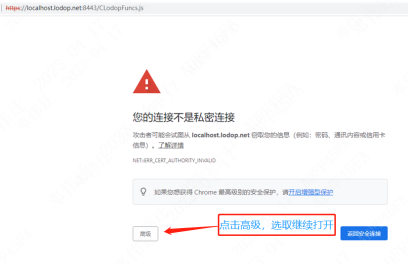 https://localhost.lodop.net:8443/CLodopFuncs.js
您的连接不是私密连接
攻击者可能会试图从 localhost.lodop.net 窃取您的信息（例如：密码、通讯内容或信用卡
信息）。了解详情
NET::ERR_CERT_AUTHORITY_INVALID
如果您想获得 Chrome 最高级别的安全保护，请开启增强型保护
高级
点击高级，选取继续打开
返回安全连接